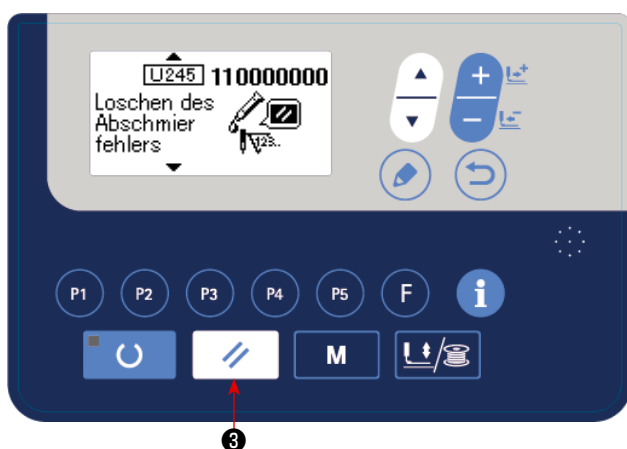 U245 110000000
Loschen des
Abschmier
fehlers
123..
+
−
P1 P2 P3 P4 P5 F i
M
/
3